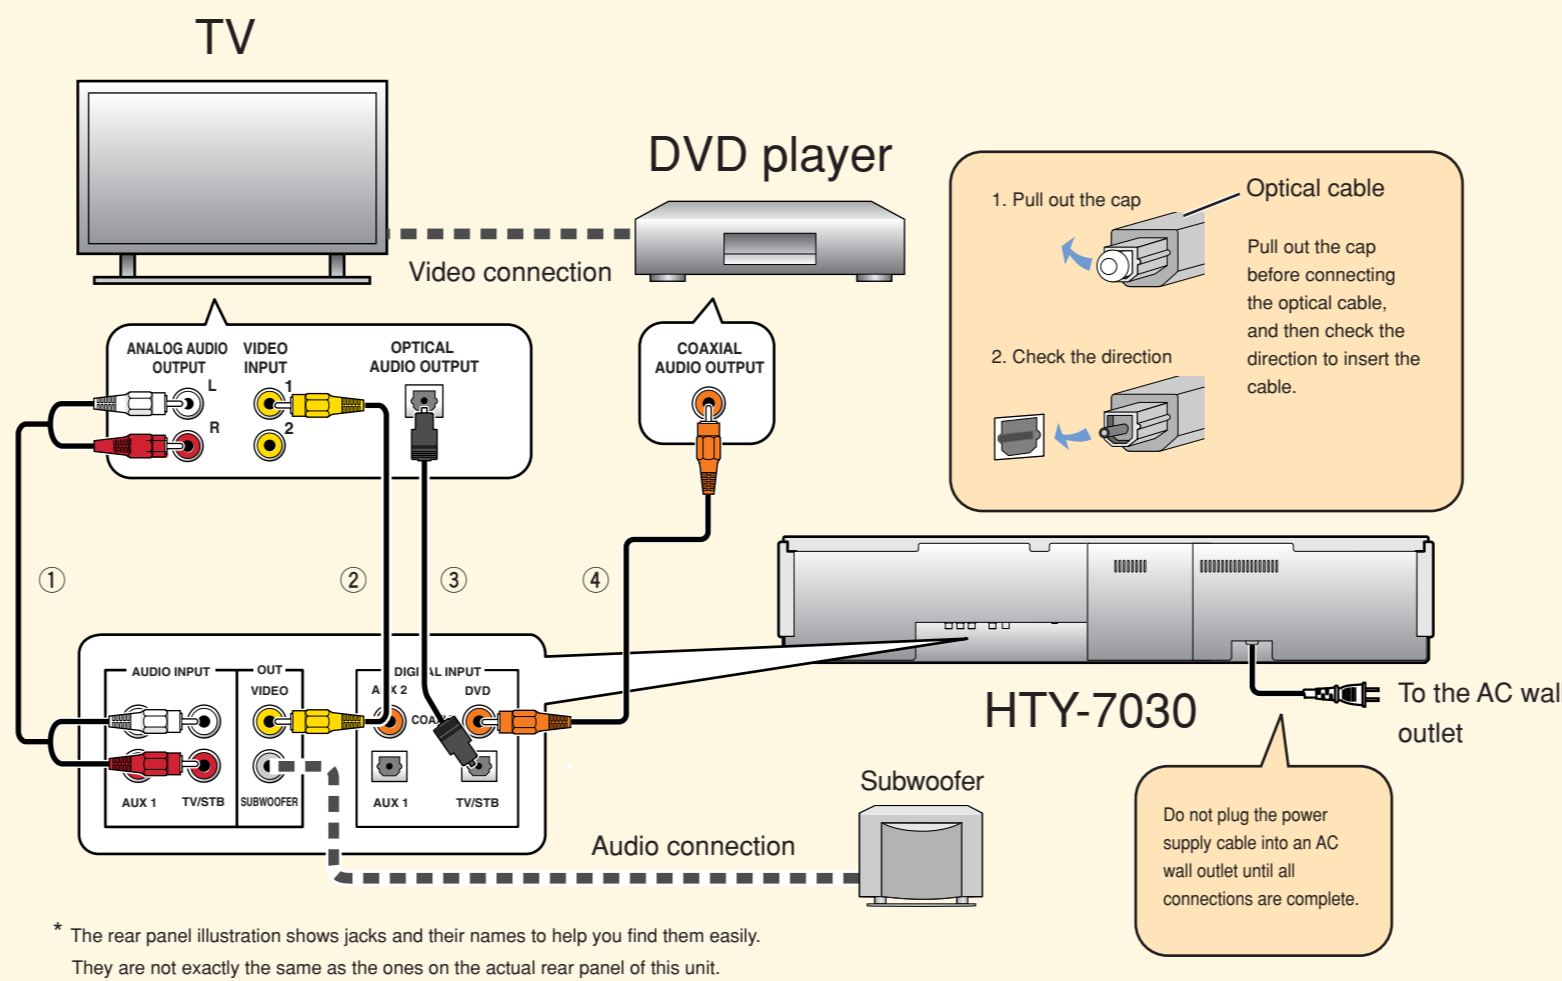 TV
DVD player
Video connection
1. Pull out the cap
Optical cable
Pull out the cap
before connecting
the optical cable,
and then check the
direction to insert the
cable.
2. Check the direction
ANALOG AUDIO
OUTPUT
L
R
VIDEO
INPUT
1
2
OPTICAL
AUDIO OUTPUT
COAXIAL
AUDIO OUTPUT
①
②
③
④
AUDIO INPUT
AUX 1
TV/STB
OUT
VIDEO
SUBWOOFER
DIGITAL INPUT
AUX 2
DVD
AUX 1
TV/STB
HTY-7030
To the AC wall
outlet
Do not plug the power
supply cable into an AC
wall outlet until all
connections are complete.
Subwoofer
Audio connection
* The rear panel illustration shows jacks and their names to help you find them easily.
They are not exactly the same as the ones on the actual rear panel of this unit.